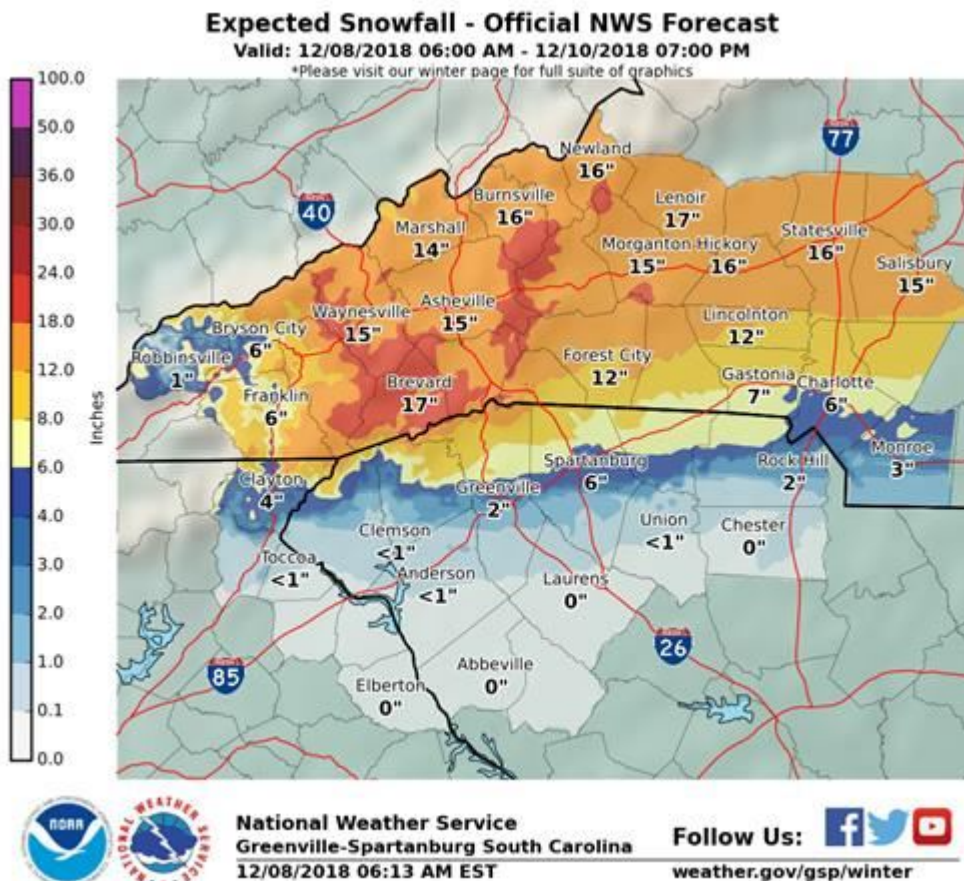 Expected Snowfall - Official NWS Forecast
Valid: 12/08/2018 06:00 AM - 12/10/2018 07:00 PM
*Please visit our winter page for full suite of graphics
100.0
50.0
36.0
30.0
24.0
18.0
12.0
8.0
6.0
4.0
3.0
2.0
1.0
0.1
0.0
Inches
77
40
Newland
16"
Burnsville
16"
Lenoir
17"
Marshall
14"
Statesville
16"
Morganton Hickory
15" 16"
Salisbury
15"
Asheville
15"
Waynesville
15"
Lincolnton
12"
Bryson City
6"
Robbinsville
1"
Forest City
12"
Gastonia
7"
Charlotte
6"
Brevard
17"
Franklin
6"
Monroe
3"
Rock Hill
2"
Spartanburg
6"
Clayton
4"
Greenville
2"
Union
<1"
Chester
0"
Clemson
<1"
Toccoa
<1"
Anderson
<1"
Laurens
0"
26
85
Abbeville
0"
Elberton
0"
NOAA
NATIONAL WEATHER SERVICE
National Weather Service
Greenville-Spartanburg South Carolina
12/08/2018 06:13 AM EST
Follow Us:
weather.gov/gsp/winter